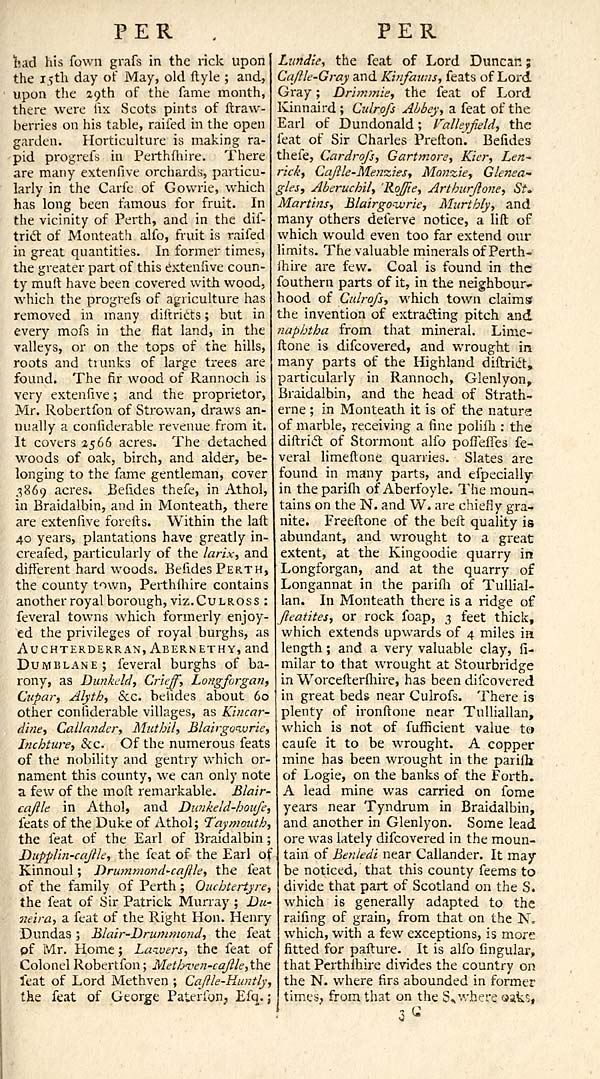 PER
had his ſown graſs in the rick upon
the 15th day of May, old ſtyle ; and,
upon the 29th of the ſame month,
there were ſix Scots pints of ſtraw-
berries on his table, raiſed in the open
garden. Horticulture is making ra-
pid progreſs in Perthſhire. There
are many extenſive orchards, particu-
larly in the Carſe of Gowrie, which
has long been famous for fruit. In
the vicinity of Perth, and in the diſ-
trict of Monteath alſo, fruit is raiſed
in great quantities. In former times,
the greater part of this extenſive coun-
ty muſt have been covered with wood,
which the progreſs of agriculture has
removed in many diſtricts; but in
every moſs in the flat land, in the
valleys, or on the tops of the hills,
roots and trunks of large trees are
found. The fir wood of Rannoch is
very extenſive; and the proprietor,
Mr. Robertſon of Strowan, draws an-
nually a conſiderable revenue from it.
It covers 2566 acres. The detached
woods of oak, birch, and alder, be-
longing to the ſame gentleman, cover
3869 acres. Beſides theſe, in Athol,
in Braidalbin, and in Monteath, there
are extenſive foreſts. Within the laſt
40 years, plantations have greatly in-
creaſed, particularly of the larix, and
different hard woods. Beſides PERTH,
the county town, Perthſhire contains
another royal borough, viz. CULROSS :
ſeveral towns which formerly enjoy-
ed the privileges of royal burghs, as
AUCHTERDERRAN, ABERNETHY, and
DUMBLANE ; ſeveral burghs of ba-
rony, as Dunkeld, Crieff, Longforgan,
Cupar, Alyth, &c. beſides about 60
other conſiderable villages, as Kincar-
dine, Callander, Muthil, Blairgowrie,
Inchture, &c. Of the numerous ſeats
of the nobility and gentry which or-
nament this county, we can only note
a few of the moſt remarkable. Blair-
caſtle in Athol, and Dunkeld-houſe,
ſeats of the Duke of Athol; Taymouth,
the ſeat of the Earl of Braidalbin ;
Dupplin-caſtle, the ſeat of the Earl of
Kinnoul ; Drummond-caſtle, the ſeat
of the family of Perth ; Ouchtertyre,
the ſeat of Sir Patrick Murray ; Du-
neira, a ſeat of the Right Hon. Henry
Dundas ; Blair-Drummond, the ſeat
of Mr. Home ; Lawers, the ſeat of
Colonel Robertſon ; Methven-caſtle, the
ſeat of Lord Methven ; Caſtle-Huntly,
the ſeat of George Paterſon, Eſq. ;
PER
Lundie, the ſeat of Lord Duncan ;
Caſtle-Gray and Kinfauns, ſeats of Lord
Gray ; Drimmie, the ſeat of Lord
Kinnaird ; Culroſs Abbey, a ſeat of the
Earl of Dundonald ; Valleyfield, the
ſeat of Sir Charles Preſton. Beſides
theſe, Cardroſs, Gartmore, Kier, Len-
rick, Caſtle-Menzies, Monzie, Glenea-
gles, Aberuchil, Roſſie, Arthurſtone, St.
Martins, Blairgowrie, Murthly, and
many others deſerve notice, a liſt of
which would even too far extend our
limits. The valuable minerals of Perth-
ſhire are few. Coal is found in the
ſouthern parts of it, in the neighbour-
hood of Culroſs, which town claims
the invention of extracting pitch and
naphtha from that mineral. Lime-
ſtone is diſcovered, and wrought in
many parts of the Highland diſtrict,
particularly in Rannoch, Glenlyon,
Braidalbin, and the head of Strath-
erne ; in Monteath it is of the nature
of marble, receiving a fine poliſh : the
diſtrict of Stormont alſo poſſeſſes ſe-
veral limeſtone quarries. Slates are
found in many parts, and eſpecially
in the pariſh of Aberfoyle. The moun-
tains on the N. and W. are chiefly gra-
nite. Freeſtone of the beſt quality is
abundant, and wrought to a great
extent, at the Kingoodie quarry in
Longforgan, and at the quarry of
Longannat in the pariſh of Tullial-
lan. In Monteath there is a ridge of
ſteatites, or rock ſoap, 3 feet thick,
which extends upwards of 4 miles in
length ; and a very valuable clay, ſi-
milar to that wrought at Stourbridge
in Worceſterſhire, has been diſcovered
in great beds near Culroſs. There is
plenty of ironſtone near Tulliallan,
which is not of ſufficient value to
cauſe it to be wrought. A copper
mine has been wrought in the pariſh
of Logie, on the banks of the Forth.
A lead mine was carried on ſome
years near Tyndrum in Braidalbin,
and another in Glenlyon. Some lead
ore was lately diſcovered in the moun-
tain of Benledi near Callander. It may
be noticed, that this county ſeems to
divide that part of Scotland on the S.
which is generally adapted to the
raiſing of grain, from that on the N.
which, with a few exceptions, is more
fitted for paſture. It is alſo ſingular,
that Perthſhire divides the country on
the N. where firs abounded in former
times, from that on the S. where oaks,
3 G